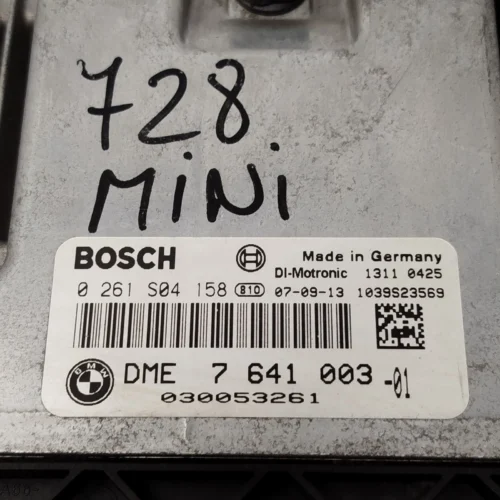 728
MiNi
BOSCH
Made in Germany
DI-Motronic 1311 0425
0 261 S04 158 810 07-09-13 1039S23569
BMW
DME 7 641 003 -01
030053261